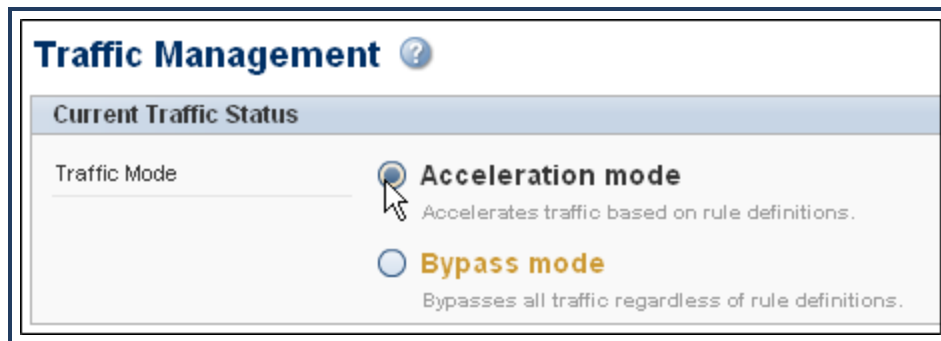 Traffic Management ?
Current Traffic Status
Traffic Mode
Acceleration mode
Accelerates traffic based on rule definitions.
Bypass mode
Bypasses all traffic regardless of rule definitions.